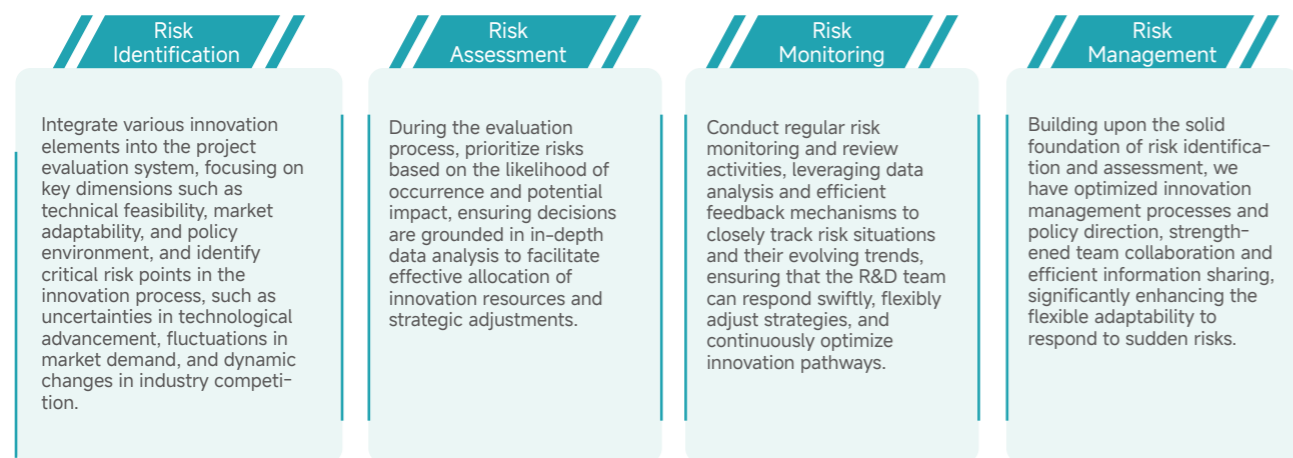 Risk
Identification
Integrate various innovation
elements into the project
evaluation system, focusing on
key dimensions such as
technical feasibility, market
adaptability, and policy
environment, and identify
critical risk points in the
innovation process, such as
uncertainties in technological
advancement, fluctuations in
market demand, and dynamic
changes in industry competi-
tion.
Risk
Assessment
During the evaluation
process, prioritize risks
based on the likelihood of
occurrence and potential
impact, ensuring decisions
are grounded in in-depth
data analysis to facilitate
effective allocation of
innovation resources and
strategic adjustments.
Risk
Monitoring
Conduct regular risk
monitoring and review
activities, leveraging data
analysis and efficient
feedback mechanisms to
closely track risk situations
and their evolving trends,
ensuring that the R&D team
can respond swiftly, flexibly
adjust strategies, and
continuously optimize
innovation pathways.
Risk
Management
Building upon the solid
foundation of risk identifica-
tion and assessment, we
have optimized innovation
management processes and
policy direction, strength-
ened team collaboration and
efficient information sharing,
significantly enhancing the
flexible adaptability to
respond to sudden risks.